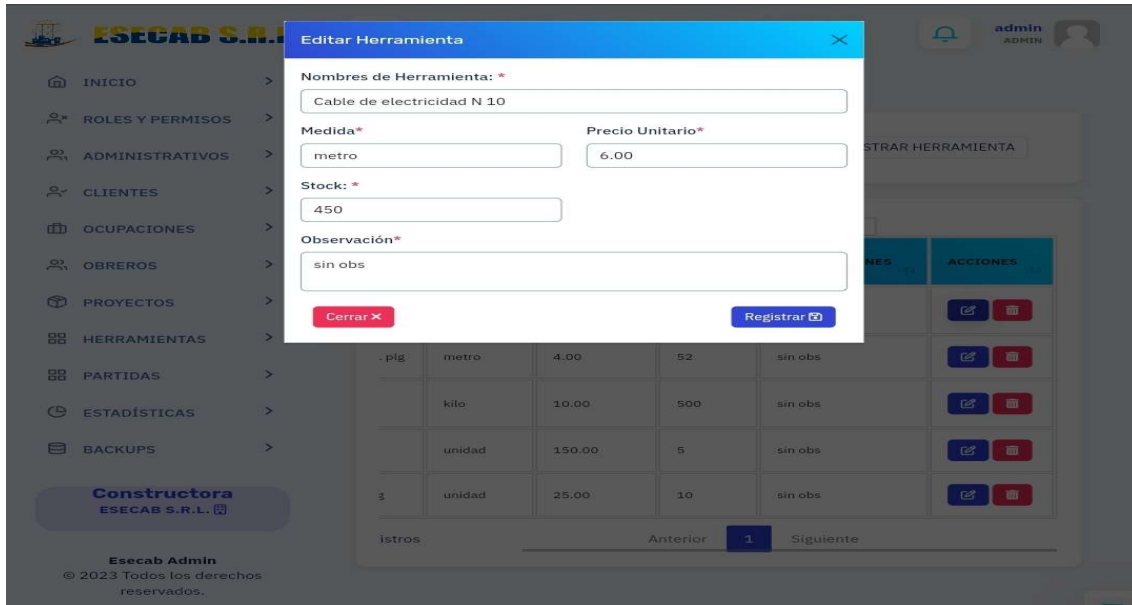 ESECAB S.R.L
Editar Herramienta
admin
ADMIN
INICIO
ROLES Y PERMISOS
ADMINISTRATIVOS
CLIENTES
OCUPACIONES
OBREROS
PROYECTOS
HERRAMIENTAS
PARTIDAS
ESTADÍSTICAS
BACKUPS
Constructora
ESECAB S.R.L.
Esecab Admin
© 2023 Todos los derechos
reservados.
Nombres de Herramienta: *
Cable de electricidad N 10
Medida* Precio Unitario*
metro 6.00
Stock: *
450
Observación*
sin obs
Cerrar Registrar
STRAR HERRAMIENTA
NES ACCIONES
. plg metro 4.00 52 sin obs
kilo 10.00 500 sin obs
unidad 150.00 5 sin obs
g unidad 25.00 10 sin obs
istros Anterior 1 Siguiente